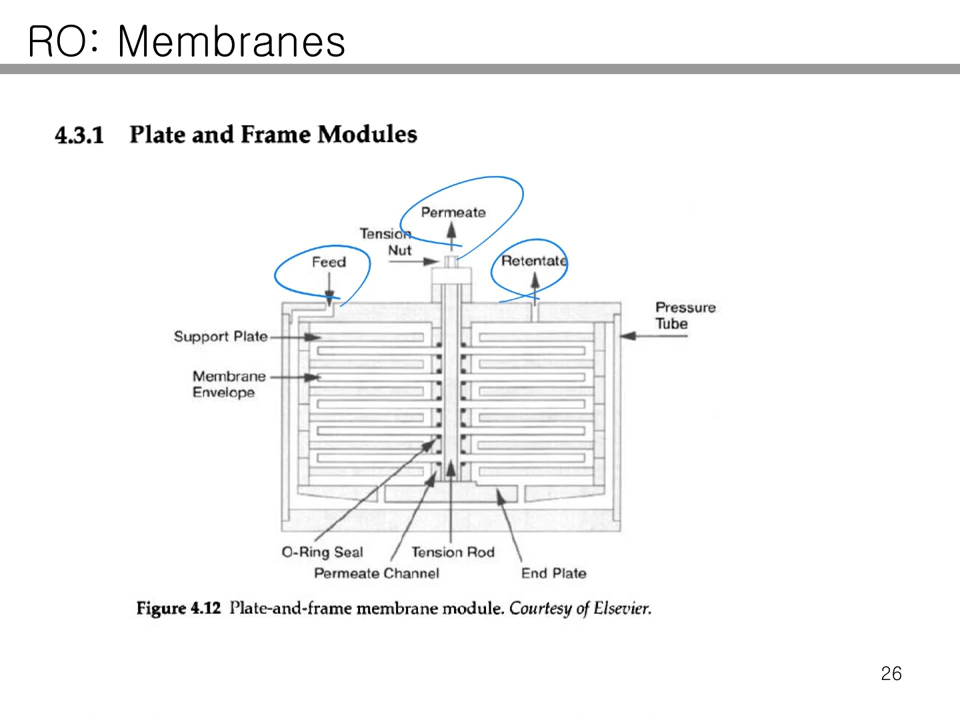 RO: Membranes
4.3.1 Plate and Frame Modules
Permeate
Tension
Nut
Feed
Retentate
Pressure
Tube
Support Plate
Membrane
Envelope
O-Ring Seal
Tension Rod
Permeate Channel
End Plate
Figure 4.12 Plate-and-frame membrane module. Courtesy of Elsevier.
26